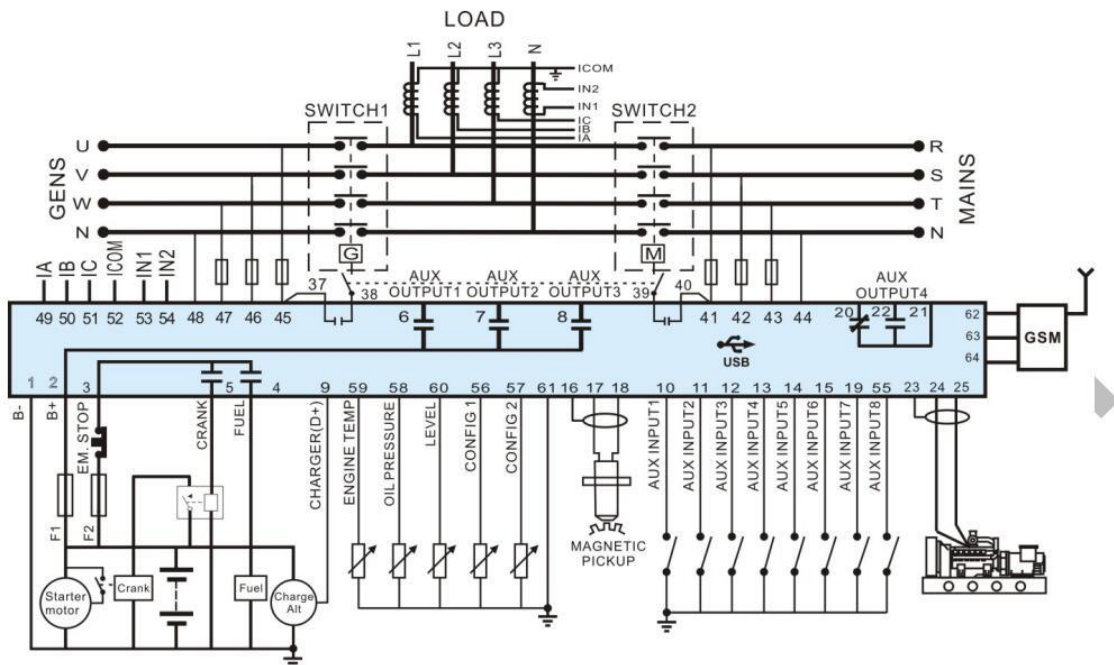 LOAD
L1 L2 L3 N
ICOM
IN2
IN1
IC
IB
IA
SWITCH1
SWITCH2
GENS
U
V
W
N
R
S
T
N
MAINS
G
M
IA IB IC ICOM IN1 IN2
37
38
39
40
AUX OUTPUT1
AUX OUTPUT2
AUX OUTPUT3
AUX OUTPUT4
49 50 51 52 53 54 48 47 46 45
6 7 8
41 42 43 44
20 22 21
62
63
64
GSM
USB
1 2 3 5 4 9 59 58 60 56 57 61 16 17 18 10 11 12 13 14 15 19 55 23 24 25
B-
B+
EM. STOP
CRANK
FUEL
CHARGER(D+)
ENGINE TEMP
OIL PRESSURE
LEVEL
CONFIG 1
CONFIG 2
AUX INPUT1
AUX INPUT2
AUX INPUT3
AUX INPUT4
AUX INPUT5
AUX INPUT6
AUX INPUT7
AUX INPUT8
F1
F2
MAGNETIC
PICKUP
Starter
motor
Crank
Fuel
Charge
Alt